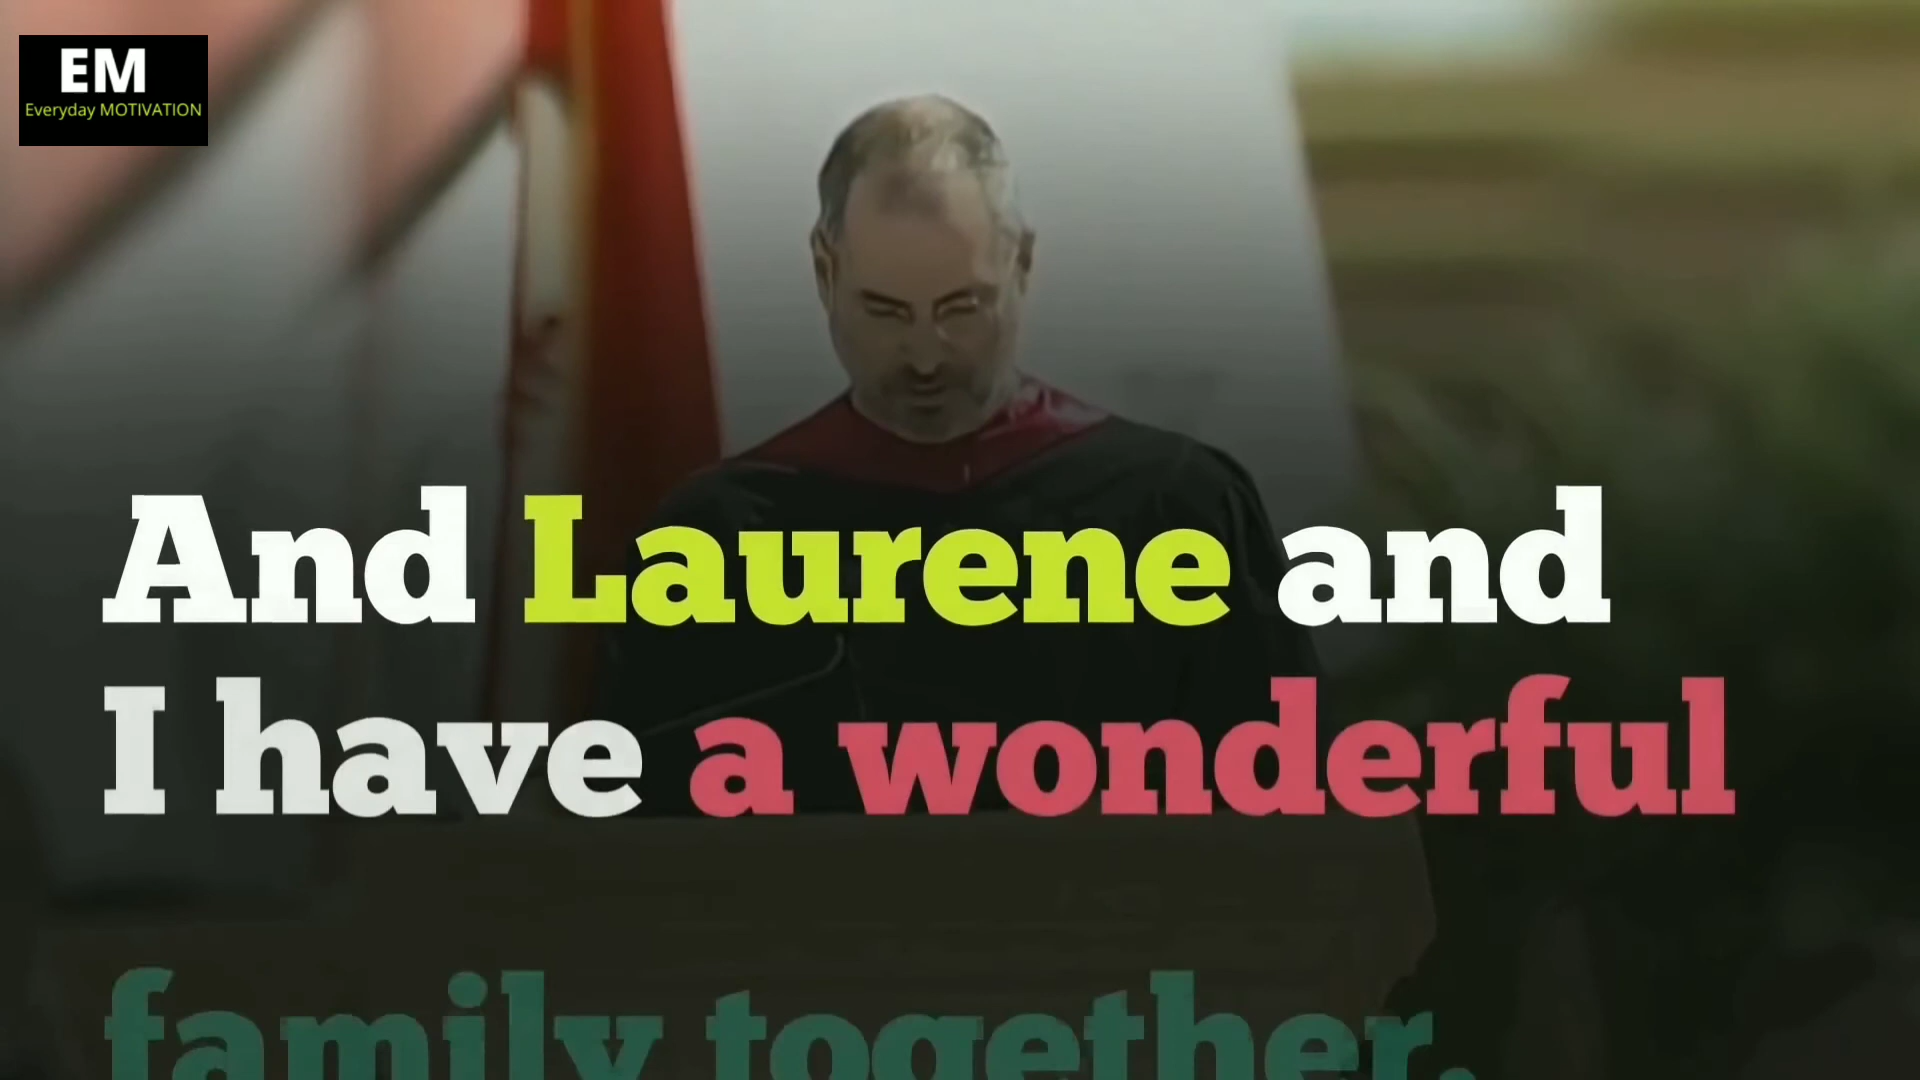 EM
Everyday MOTIVATION
And Laurene and
I have a wonderful
family together.